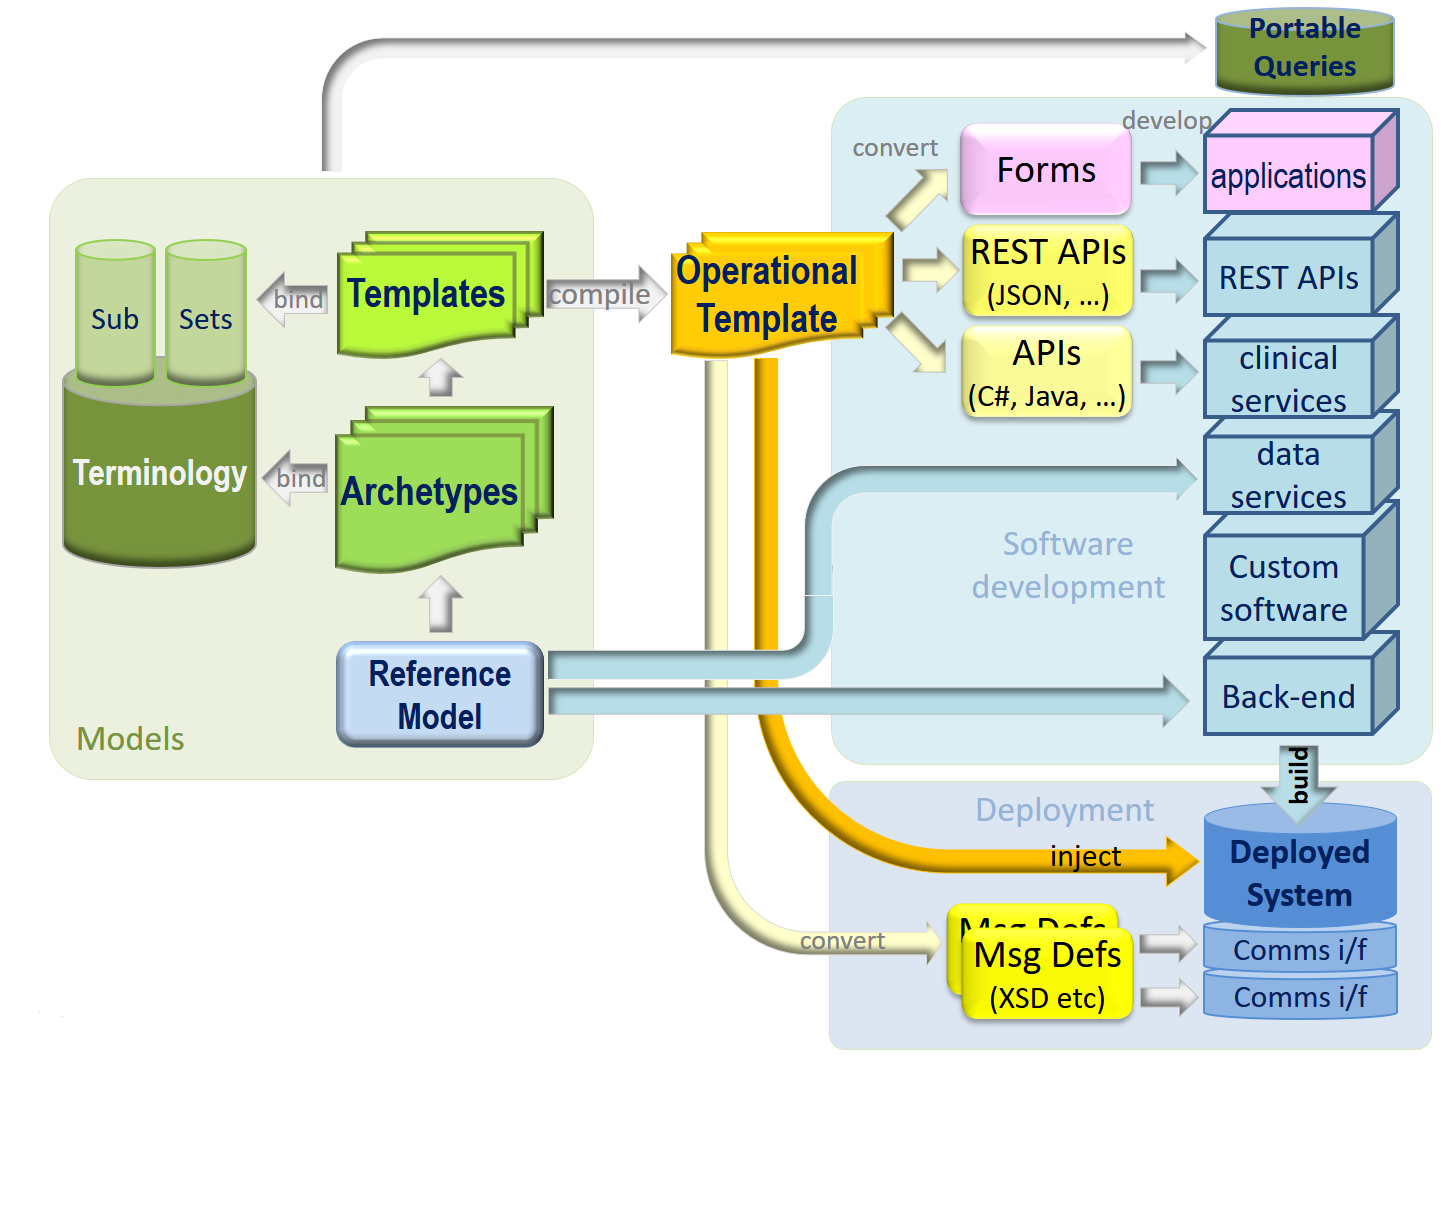 Portable
Queries
develop
convert
Forms
applications
REST APIs
(JSON, ...)
REST APIs
Operational
Template
Templates
compile
bind
Sub
Sets
APIs
(C#, Java, ...)
clinical
services
Terminology
bind
Archetypes
data
services
Software
development
Custom
software
Reference
Model
Back-end
Models
build
Deployment
inject
Deployed
System
convert
Msg Defs
Msg Defs
(XSD etc)
Comms i/f
Comms i/f